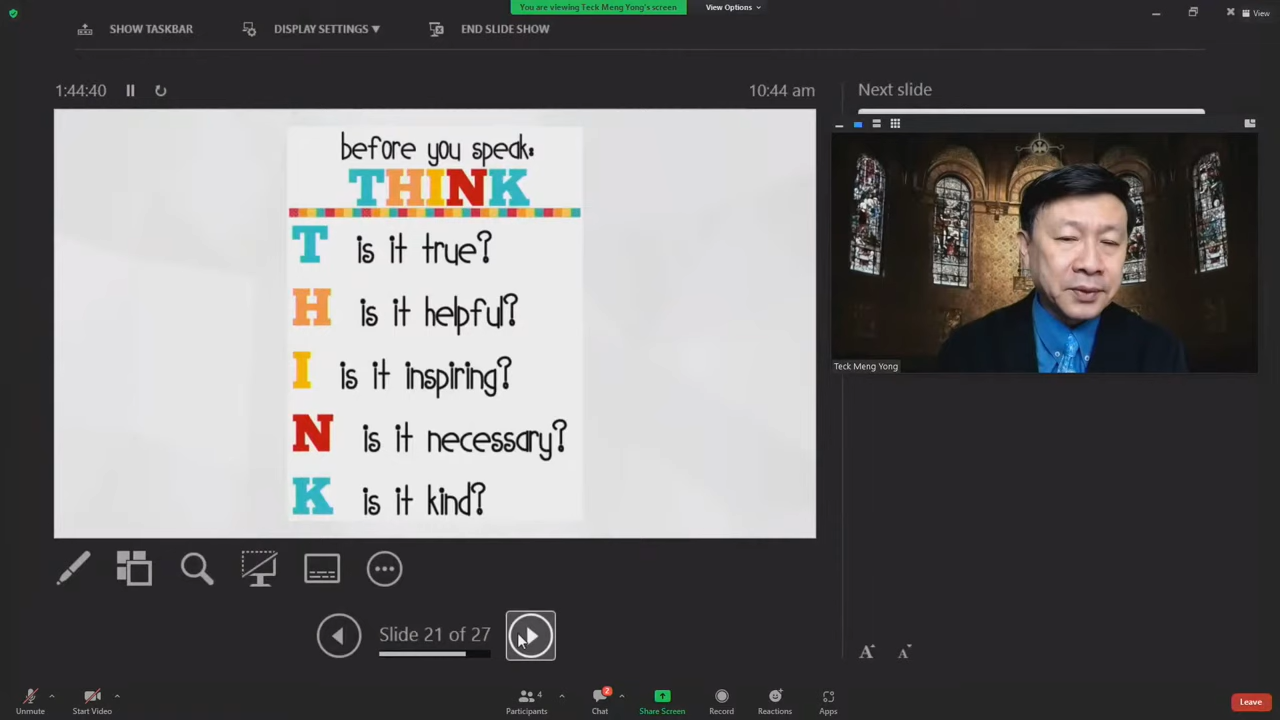 You are viewing Teck Meng Yong's screen
View Options
View
SHOW TASKBAR
DISPLAY SETTINGS
END SLIDE SHOW
1:44:40
10:44 am
Next slide
before you speak:
THINK
T is it true?
H is it helpful?
I is it inspiring?
N is it necessary?
K is it kind?
Teck Meng Yong
Slide 21 of 27
A A
Unmute
Start Video
4
Participants
2
Chat
Share Screen
Record
Reactions
Apps
Leave